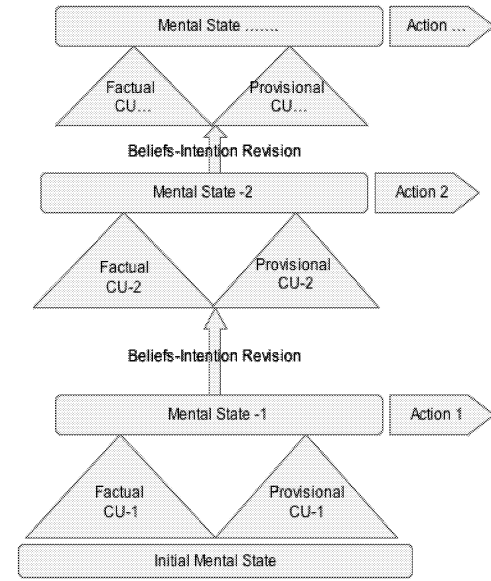 Mental State .......
Action ...
Factual
CU...
Provisional
CU...
Beliefs-Intention Revision
Mental State -2
Action 2
Factual
CU-2
Provisional
CU-2
Beliefs-Intention Revision
Mental State -1
Action 1
Factual
CU-1
Provisional
CU-1
Initial Mental State